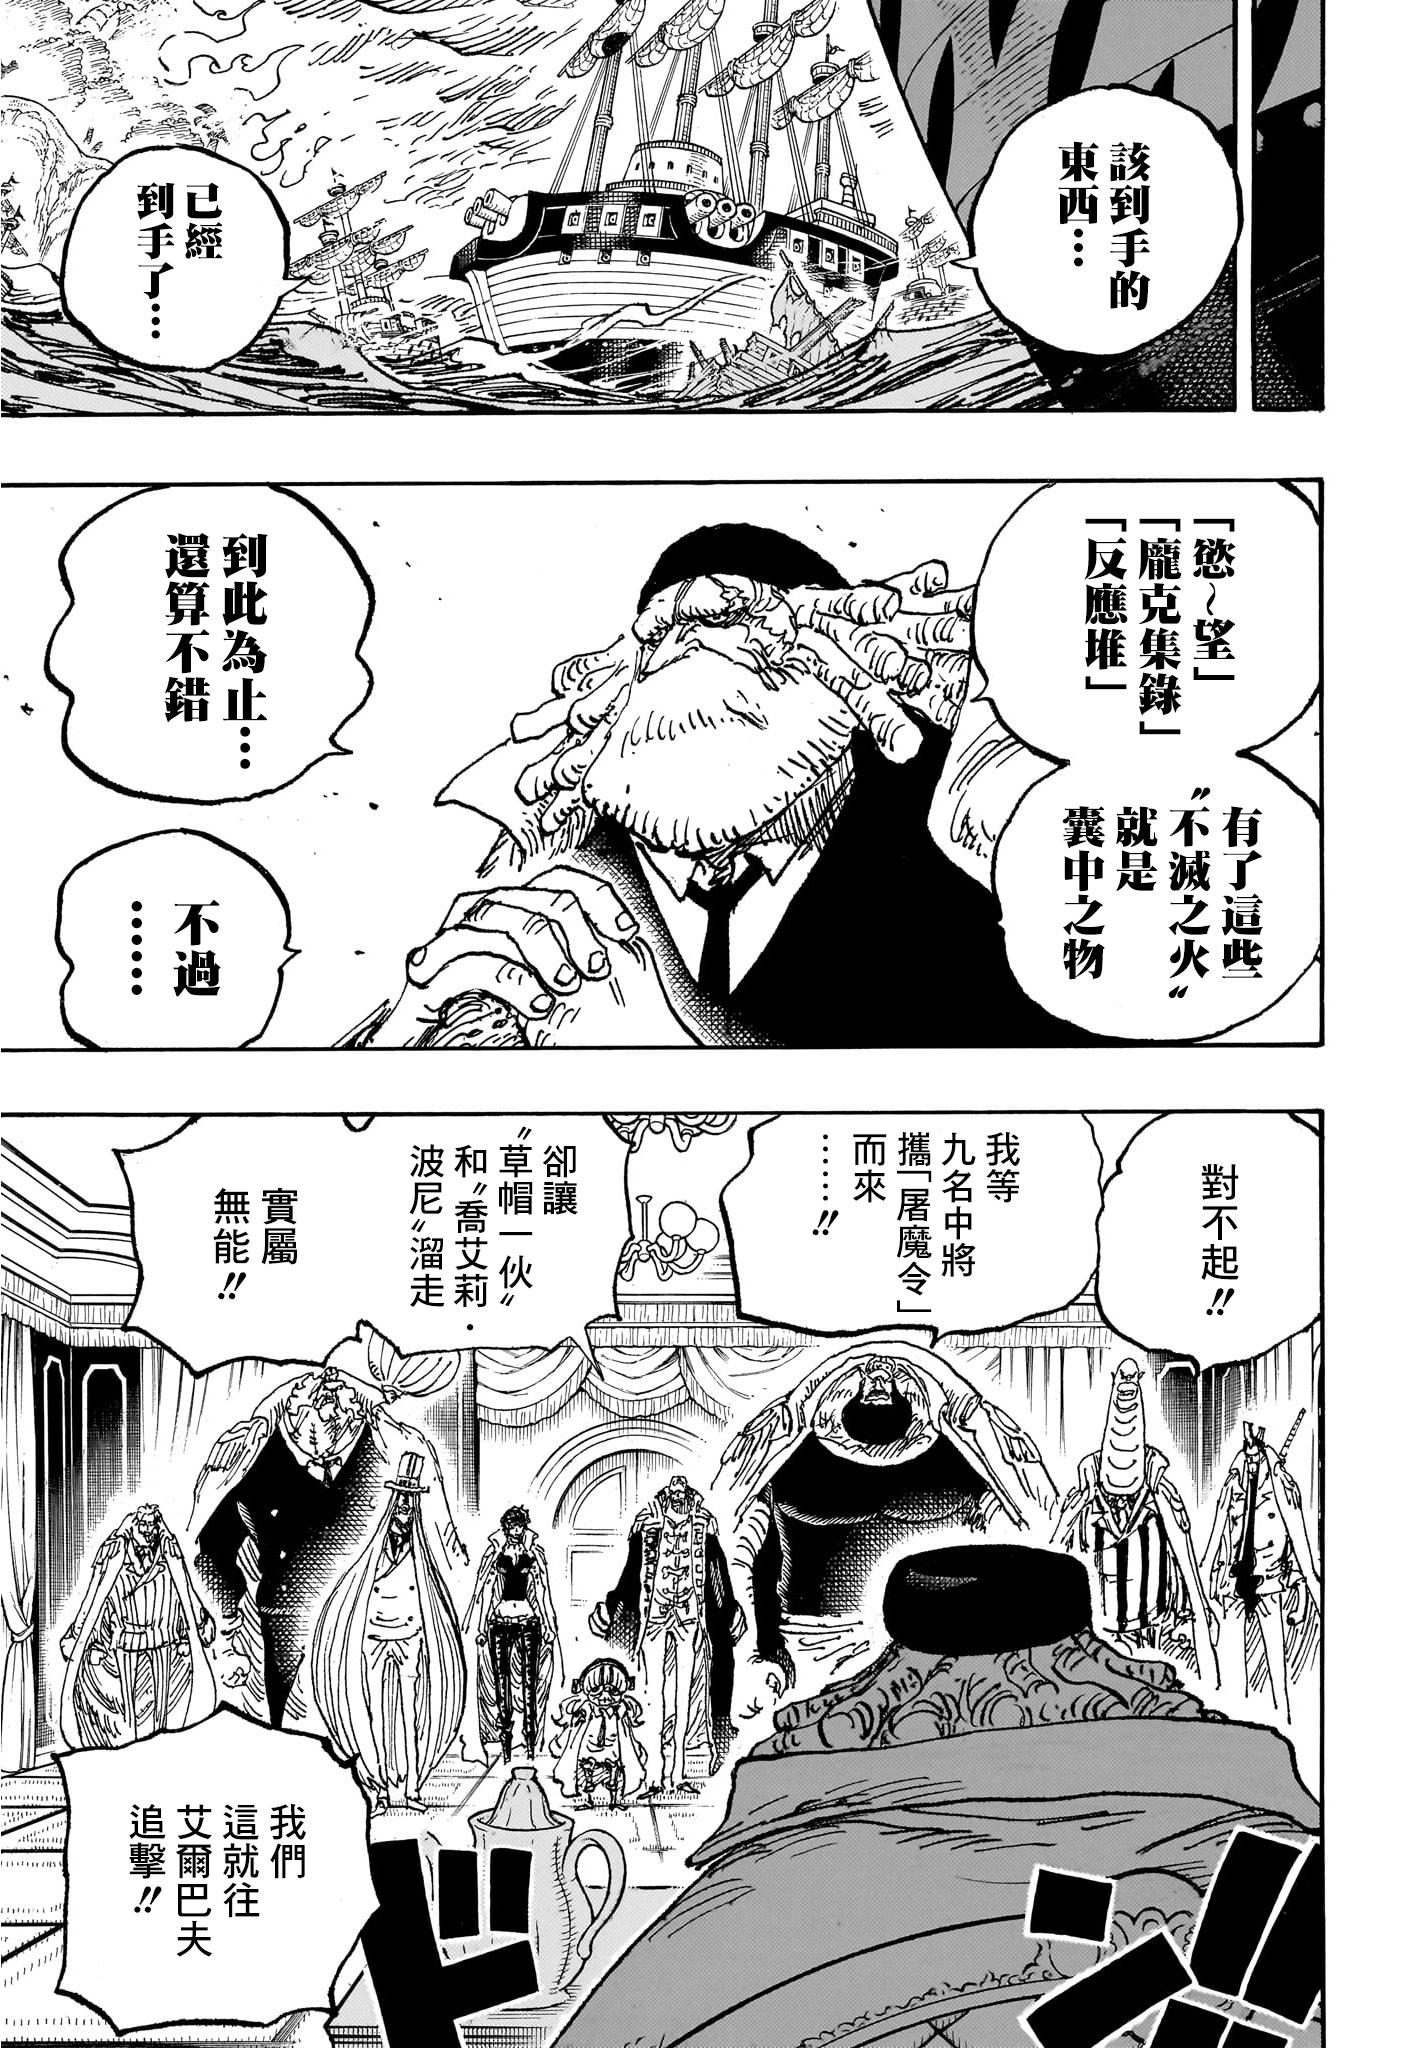 該到手的
東西…
已經
到手了…
「慾~望」
「龐克集錄」
「反應堆」
有了這些
〝不滅之火〞
就是
囊中之物
到此為止…
還算不錯
不過
……
對不起!!
我等
九名中將
攜「屠魔令」
而來
……!!
卻讓
〝草帽一伙〞
和〝喬艾莉・
波尼〞溜走
實屬
無能!!
我們
這就往
艾爾巴夫
追擊!!
ドン!!